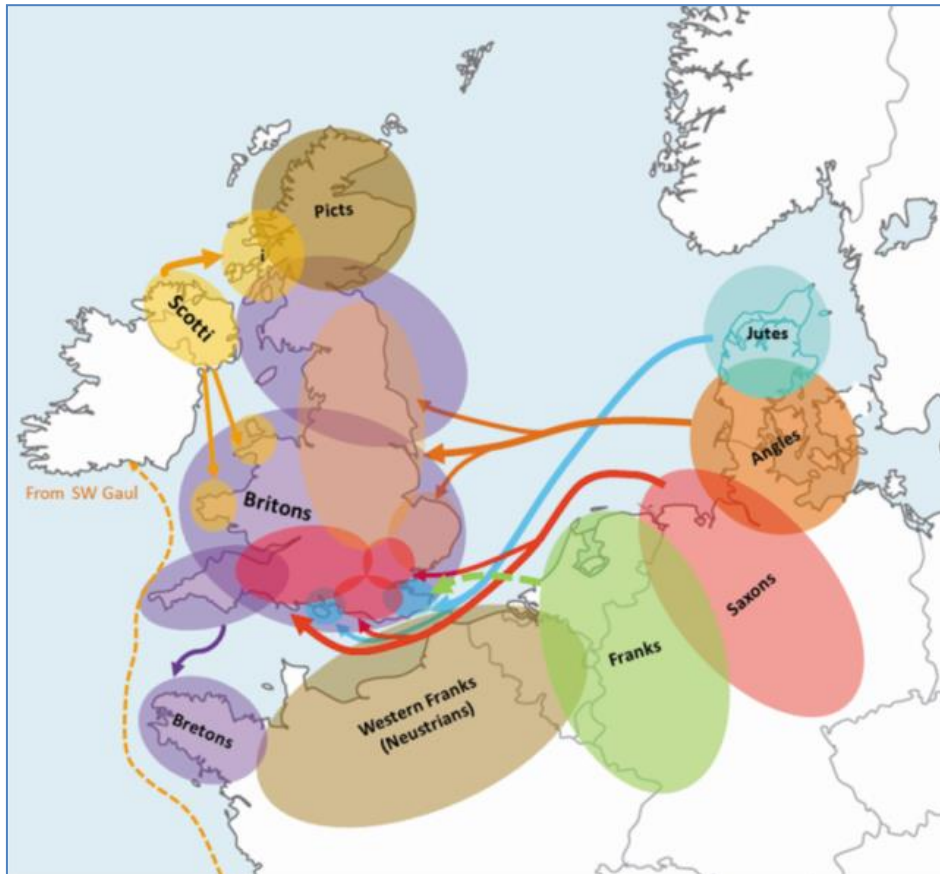 Picts
i
Scotti
Jutes
Angles
From SW Gaul
Britons
Saxons
Franks
Western Franks
(Neustrians)
Bretons